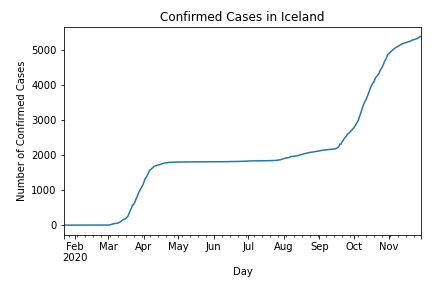 Confirmed Cases in Iceland
Number of Confirmed Cases
5000
4000
3000
2000
1000
0
Feb Mar Apr May Jun Jul Aug Sep Oct Nov
2020
Day